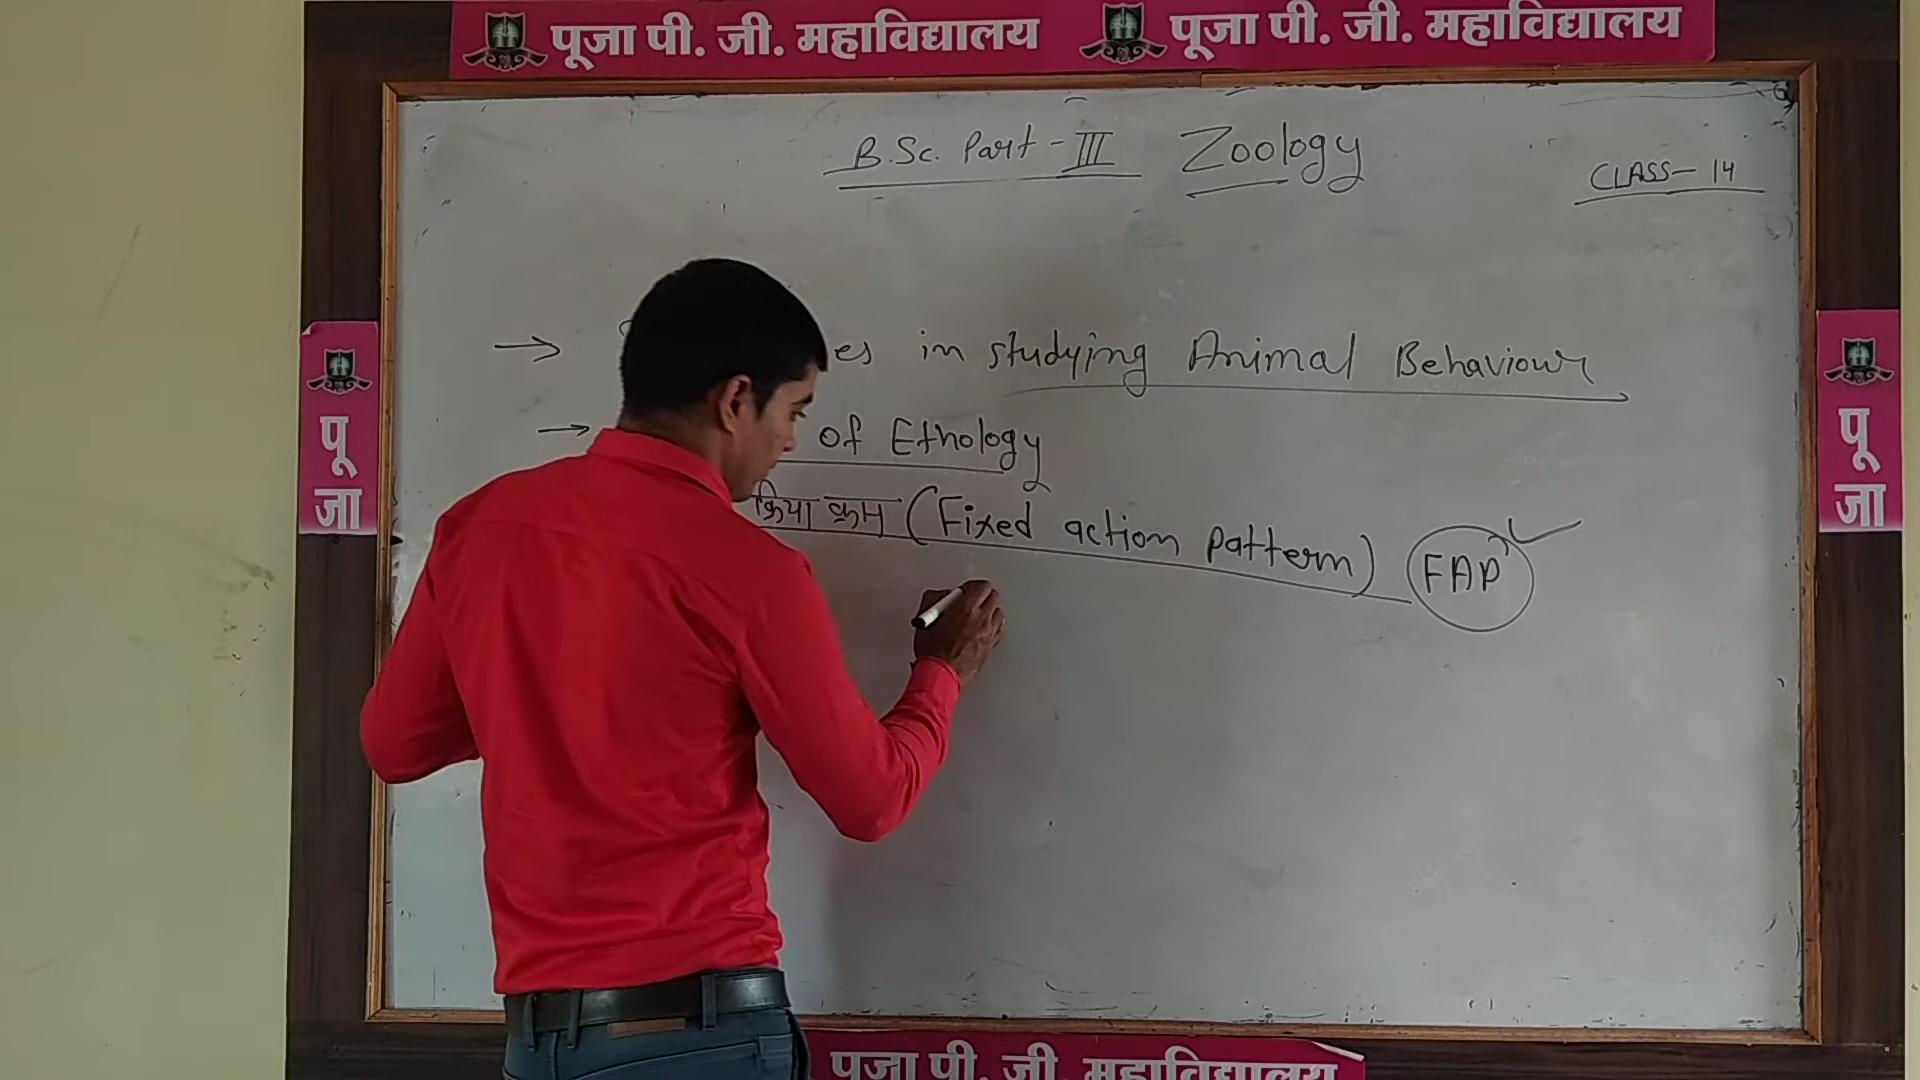 पूजा पी. जी. महाविद्यालय पूजा पी. जी. महाविद्यालय
B.Sc. Part-III Zoology
CLASS-14
→ es in studying Animal Behaviour
→ of Ethology
क्रिया क्रम (Fixed action pattern) FAP
पू
जा
पू
जा
पूजा पी. जी. महाविद्यालय